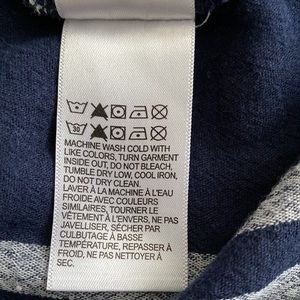 30
MACHINE WASH COLD WITH
LIKE COLORS, TURN GARMENT
INSIDE OUT, DO NOT BLEACH,
TUMBLE DRY LOW, COOL IRON,
DO NOT DRY CLEAN.
LAVER À LA MACHINE À L'EAU
FROIDE AVEC COULEURS
SIMILAIRES, TOURNER LE
VÊTEMENT À L'ENVERS, NE PAS
JAVELLISER, SÉCHER PAR
CULBUTAGE À BASSE
TEMPÉRATURE, REPASSER À
FROID, NE PAS NETTOYER À
SEC.